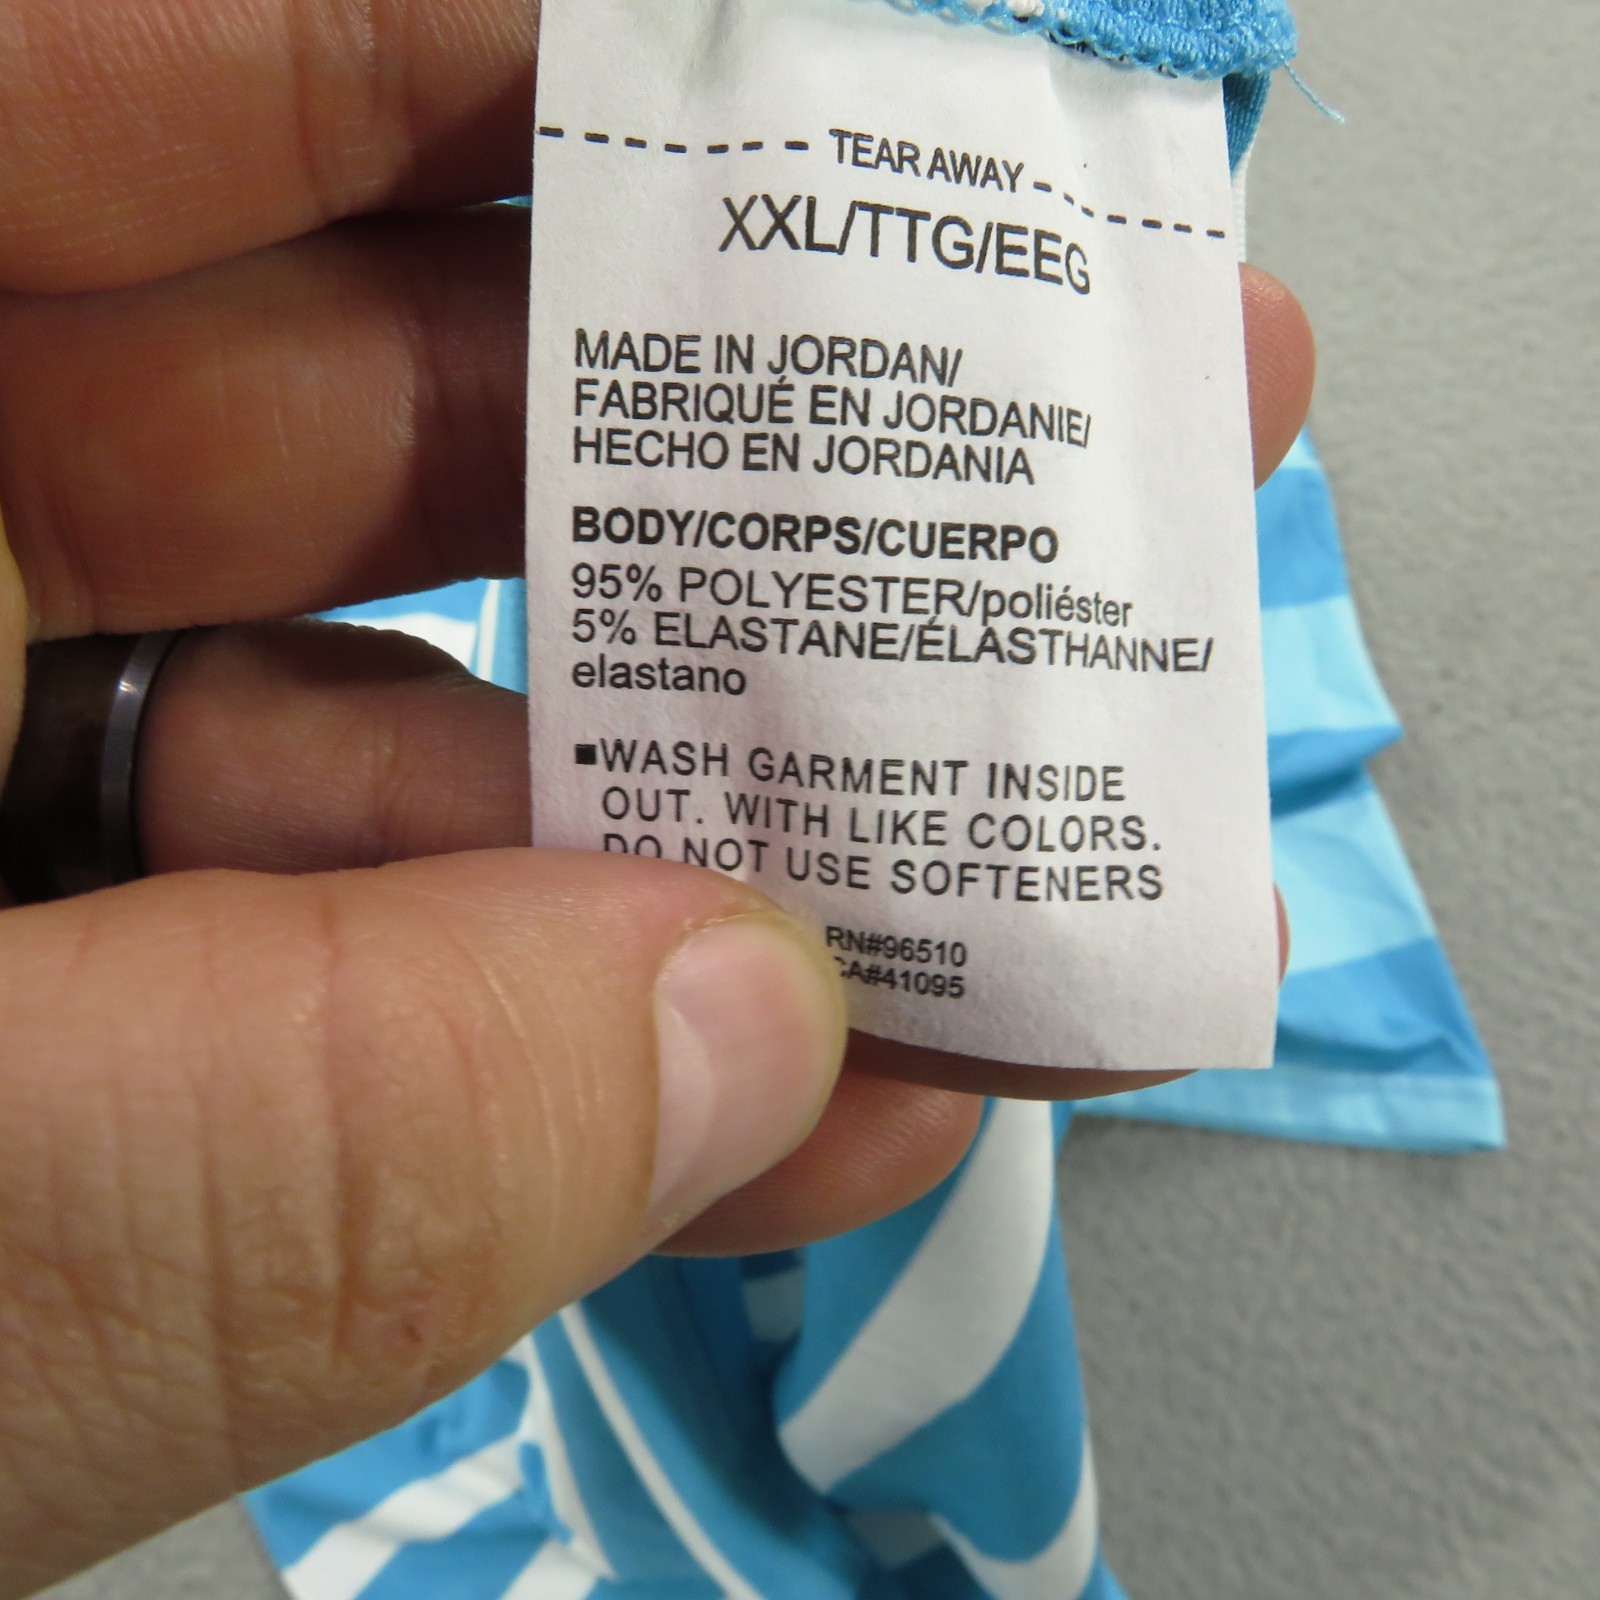 TEAR AWAY
XXL/TTG/EEG
MADE IN JORDAN/
FABRIQUÉ EN JORDANIE/
HECHO EN JORDANIA
BODY/CORPS/CUERPO
95% POLYESTER/poliéster
5% ELASTANE/ÉLASTHANNE/
elastano
■WASH GARMENT INSIDE
OUT. WITH LIKE COLORS.
DO NOT USE SOFTENERS
RN#96510
CA#41095